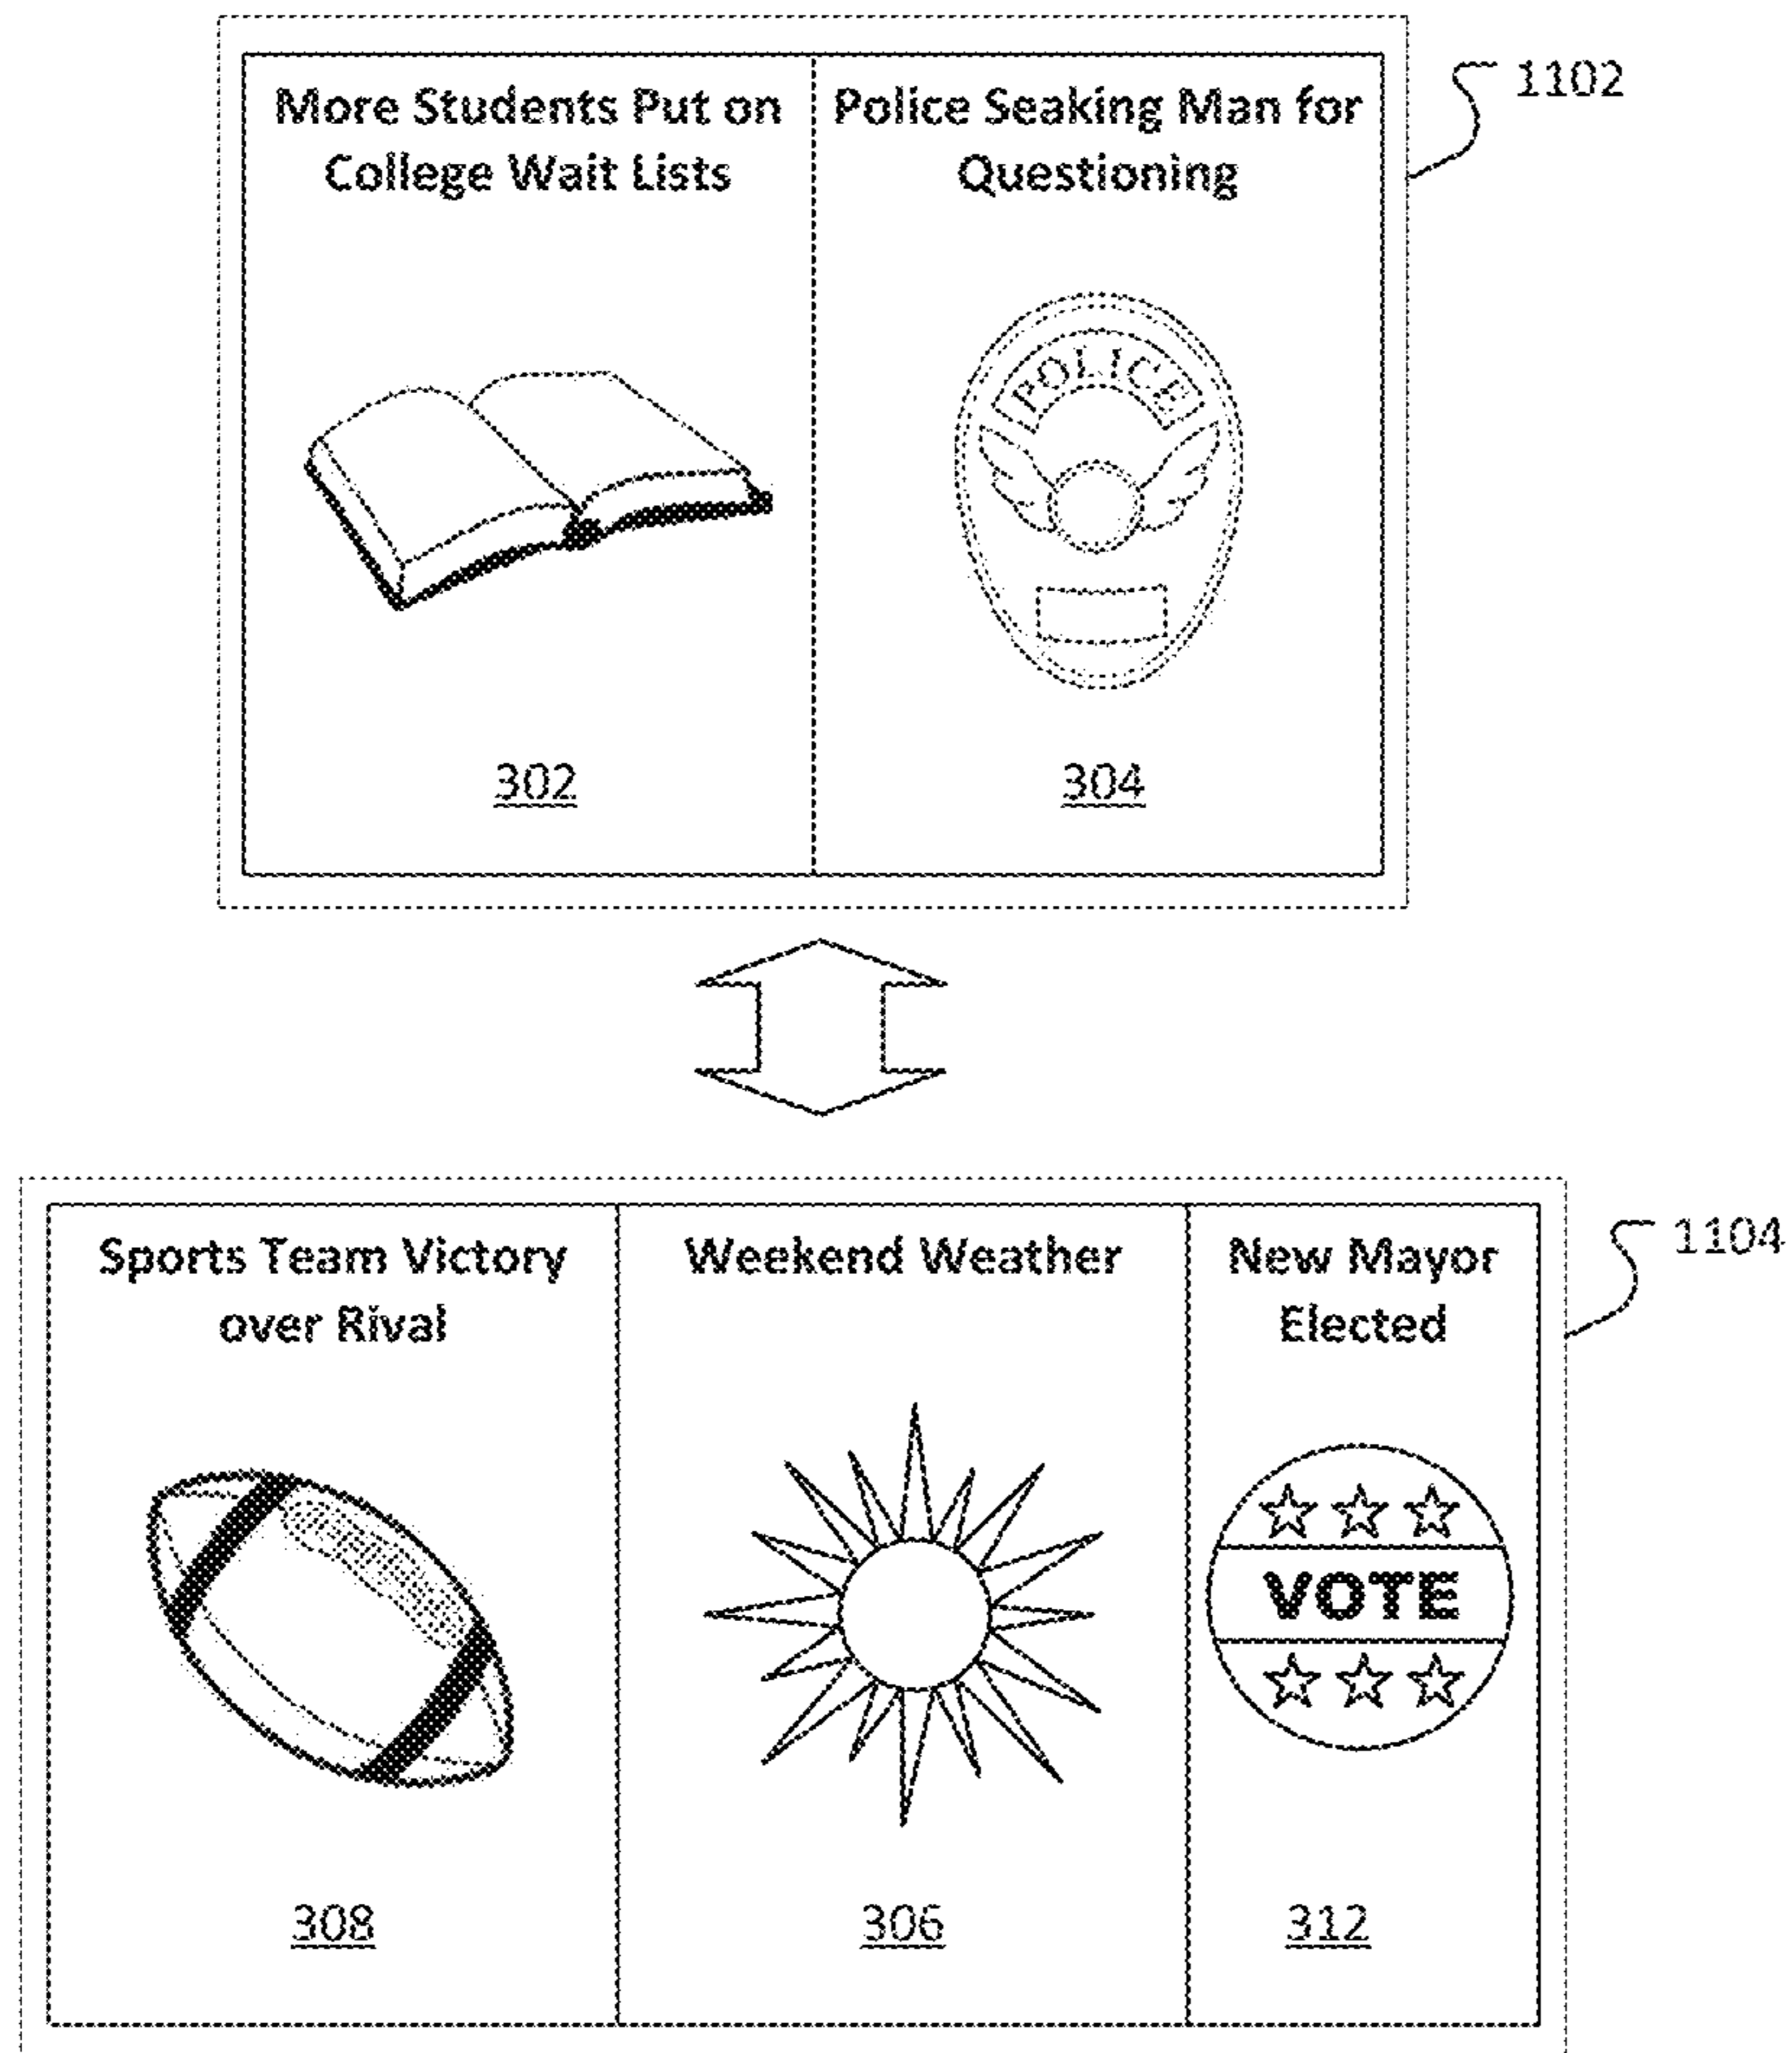 More Students Put on
College Wait Lists
Police Seaking Man for
Questioning
1102
POLICE
302
304
Sports Team Victory
over Rival
Weekend Weather
New Mayor
Elected
1104
VOTE
308
306
312